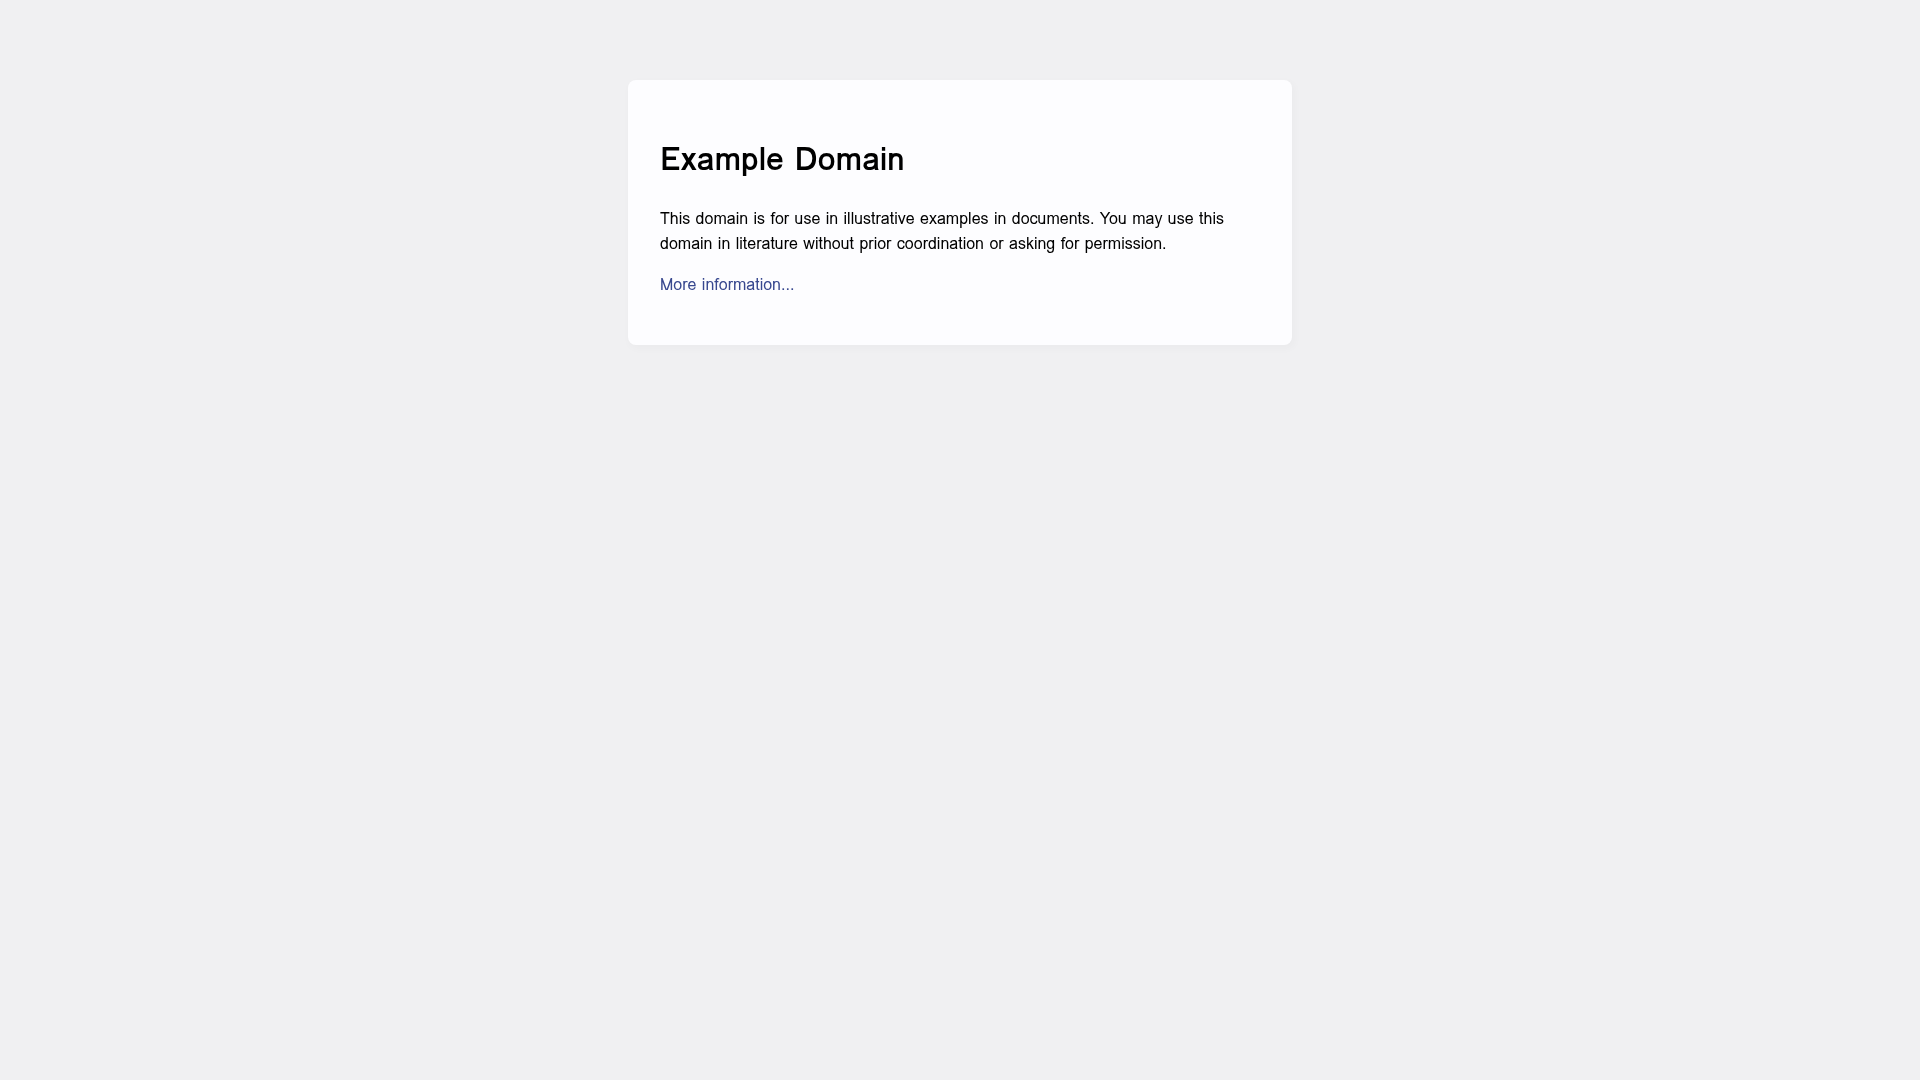 Example Domain
This domain is for use in illustrative examples in documents. You may use this
domain in literature without prior coordination or asking for permission.
More information...